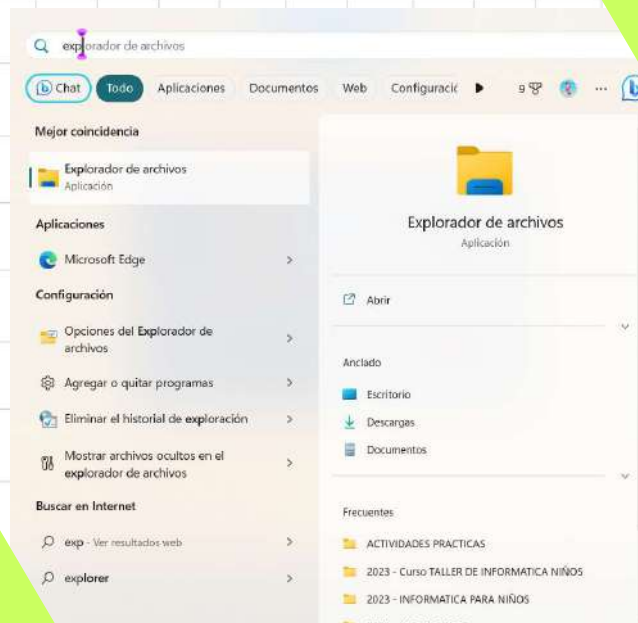 explorador de archivos
Chat Todo Aplicaciones Documentos Web Configuraci 9 ...
Mejor coincidencia
Explorador de archivos
Aplicación
Aplicaciones
Microsoft Edge
Configuración
Opciones del Explorador de
archivos
Agregar o quitar programas
Eliminar el historial de exploración
Mostrar archivos ocultos en el
explorador de archivos
Buscar en Internet
exp - Ver resultados web
explorer
Explorador de archivos
Aplicación
Abrir
Anclado
Escritorio
Descargas
Documentos
Frecuentes
ACTIVIDADES PRACTICAS
2023 - Curso TALLER DE INFORMATICA NIÑOS
2023 - INFORMATICA PARA NIÑOS